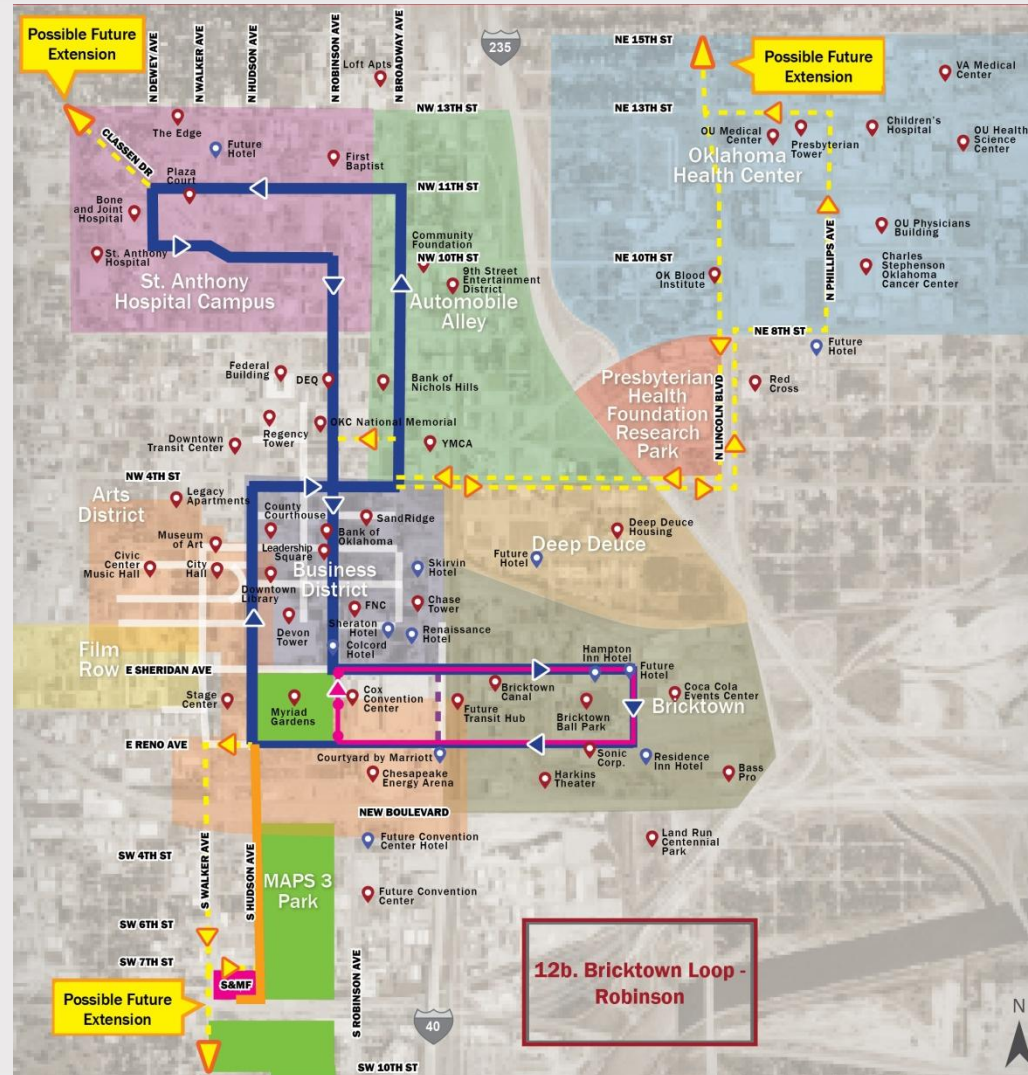 Possible Future
Extension
N DEWEY AVE
N WALKER AVE
N HUDSON AVE
N ROBINSON AVE
N BROADWAY AVE
Loft Apts
235
NE 15TH ST
Possible Future
Extension
VA Medical
Center
NW 13TH ST
NE 13TH ST
The Edge
Future
Hotel
First
Baptist
CLASSEN DR
OU Medical
Center
Presbyterian
Tower
Children's
Hospital
OU Health
Science
Center
Oklahoma
Health Center
Plaza
Court
NW 11TH ST
Bone
and Joint
Hospital
St. Anthony
Hospital
St. Anthony
Hospital Campus
Community
Foundation
NW 10TH ST
9th Street
Entertainment
District
Automobile
Alley
NE 10TH ST
OK Blood
Institute
N PHILLIPS AVE
OU Physicians
Building
Charles
Stephenson
Oklahoma
Cancer Center
NE 8TH ST
Future
Hotel
Federal
Building
DEQ
Bank of
Nichols Hills
Presbyterian
Health
Foundation
Research
Park
N LINCOLN BLVD
Red
Cross
OKC National Memorial
Regency
Tower
YMCA
Downtown
Transit Center
NW 4TH ST
Arts
District
Legacy
Apartments
County
Courthouse
SandRidge
Bank of
Oklahoma
Deep Deuce
Housing
Deep Deuce
Museum
of Art
Leadership
Square
Civic
Center
Music Hall
City
Hall
Business
District
Skirvin
Hotel
Future
Hotel
Downtown
Library
FNC
Chase
Tower
Devon
Tower
Sheraton
Hotel
Colcord
Hotel
Renaissance
Hotel
Film
Row
E SHERIDAN AVE
Hampton
Inn Hotel
Future
Hotel
Stage
Center
Myriad
Gardens
Cox
Convention
Center
Bricktown
Canal
Future
Transit Hub
Bricktown
Ball Park
Coca Cola
Events Center
Bricktown
E RENO AVE
Courtyard by Marriott
Sonic
Corp.
Residence
Inn Hotel
Chesapeake
Energy Arena
Harkins
Theater
Bass
Pro
NEW BOULEVARD
Future Convention
Center Hotel
Land Run
Centennial
Park
SW 4TH ST
S WALKER AVE
S HUDSON AVE
MAPS 3
Park
Future Convention
Center
SW 6TH ST
SW 7TH ST
S&MF
S ROBINSON AVE
12b. Bricktown Loop -
Robinson
Possible Future
Extension
40
N
SW 10TH ST